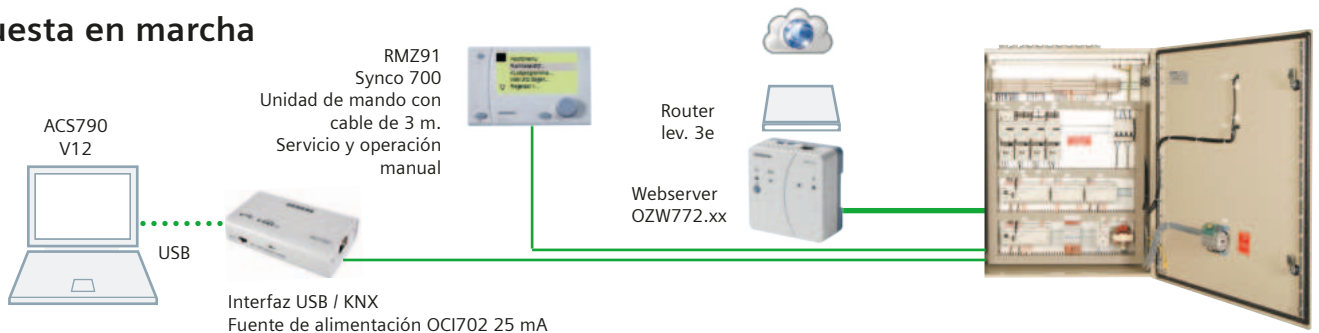 uesta en marcha
RMZ91
Synco 700
Unidad de mando con
cable de 3 m.
Servicio y operación
manual
ACS790
V12
USB
Interfaz USB / KNX
Fuente de alimentación OCI702 25 mA
Router
lev. 3e
Webserver
OZW772.xx